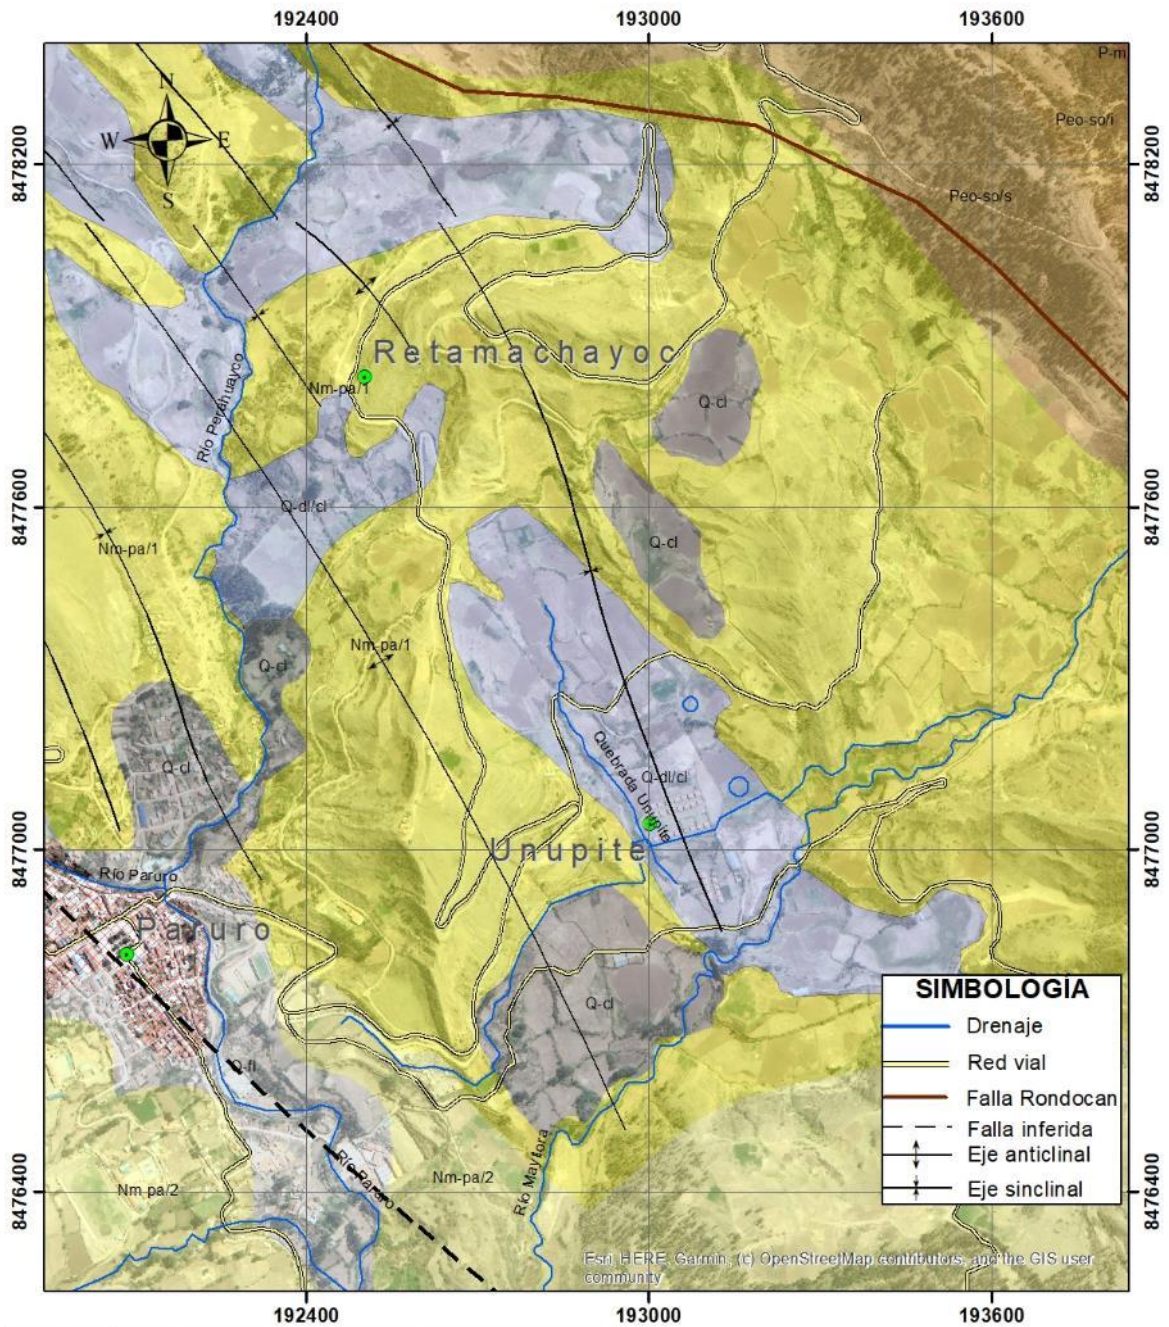 192400 193000 193600
P-m
N
W E
S
Peo-so/i
8478200 8478200
Peo-so/s
Río Perahuayco
Retamachayoc
Nm-pa/1
Q-cl
Q-dl/cl
8477600 8477600
Q-cl
Nm-pa/1
Nm-pa/1
Q-cl
Quebrada Unupite
Q-cl
Q-dl/cl
8477000 8477000
Unupite
Río Paruro
Paruro
Q-cl
Q-fl
SIMBOLOGÍA
Drenaje
Red vial
Falla Rondocan
Falla inferida
Eje anticlinal
Eje sinclinal
Río Mayllora
Río Paruro
Nm-pa/2
Nm-pa/2
8476400 8476400
Esri, HERE, Garmin, (c) OpenStreetMap contributors, and the GIS user
community
192400 193000 193600